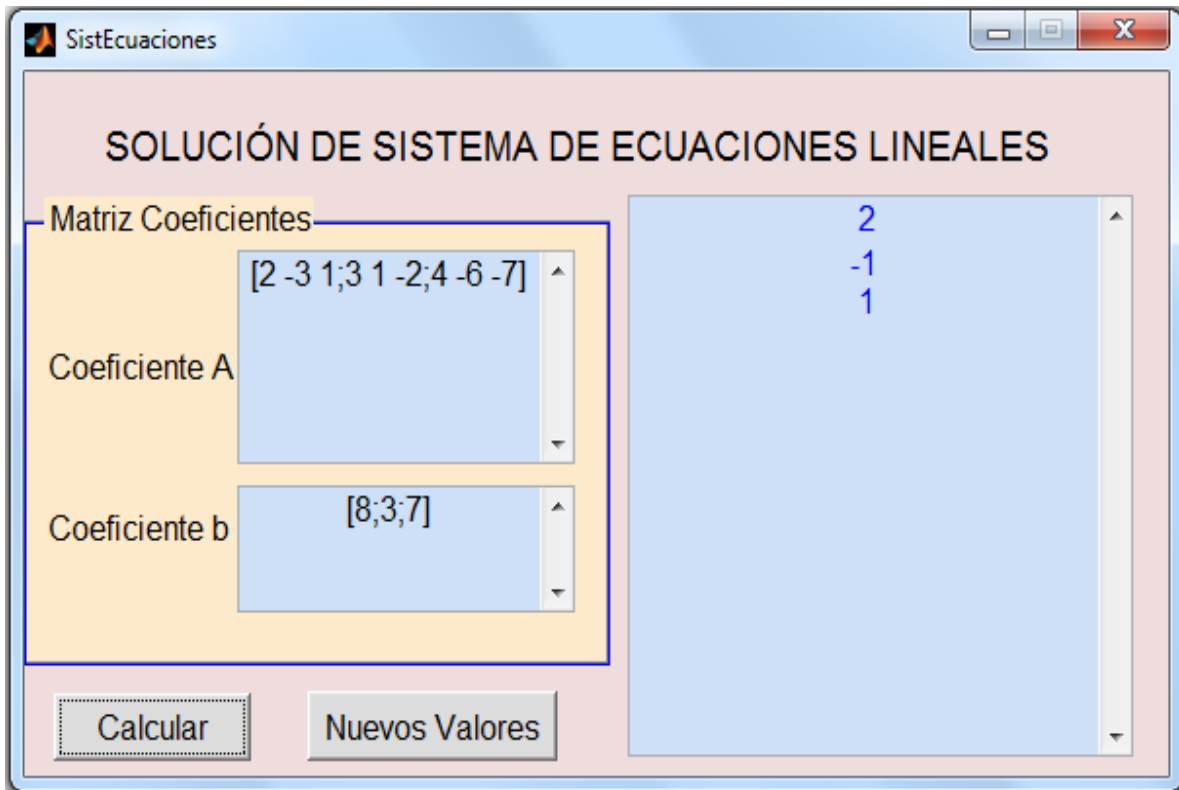 SistEcuaciones
SOLUCIÓN DE SISTEMA DE ECUACIONES LINEALES
Matriz Coeficientes
Coeficiente A
[2 -3 1;3 1 -2;4 -6 -7]
Coeficiente b
[8;3;7]
Calcular
Nuevos Valores
2
-1
1